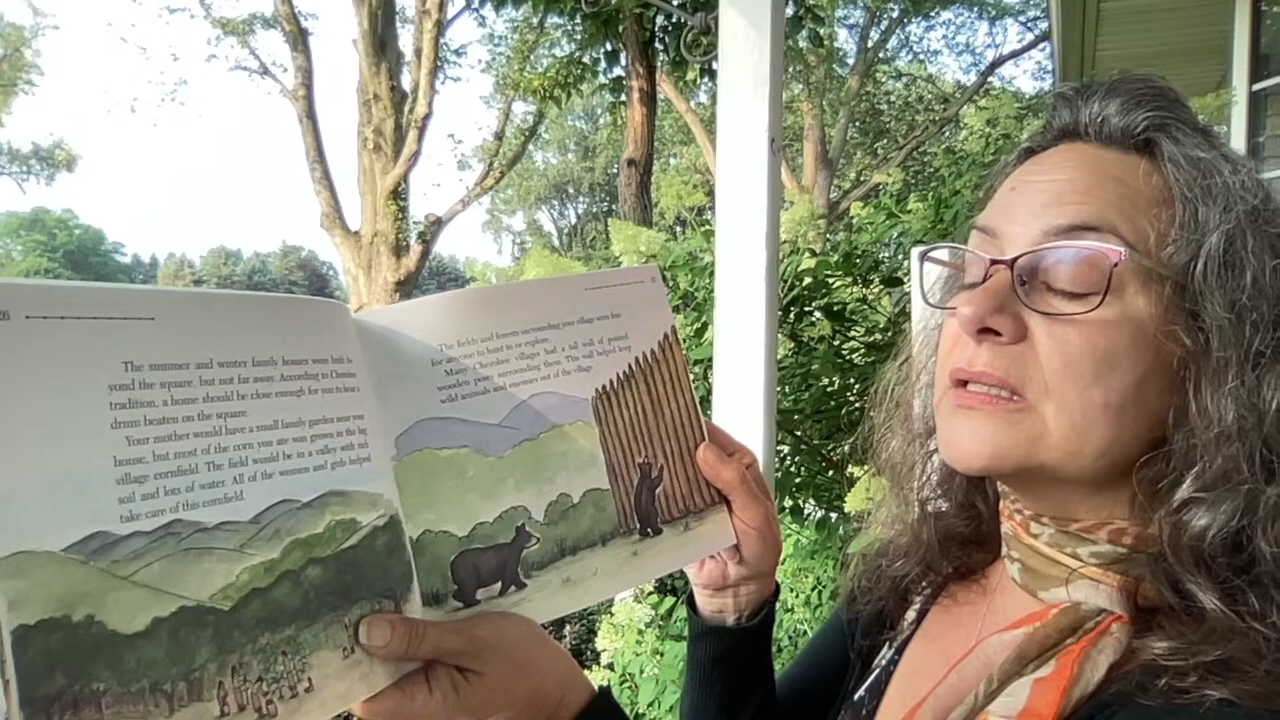 26
The summer and winter family houses were built be-
yond the square, but not far away. According to Cherokee
tradition, a home should be close enough for you to hear a
drum beaten on the square.
Your mother would have a small family garden near your
house, but most of the corn you ate was grown in the big
village cornfield. The field would be in a valley with rich
soil and lots of water. All of the women and girls helped
take care of this cornfield.
The fields and forests surrounding your village were free
for anyone to hunt in or explore.
Many Cherokee villages had a tall wall of pointed
wooden poles surrounding them. This wall helped keep
wild animals and enemies out of the village.